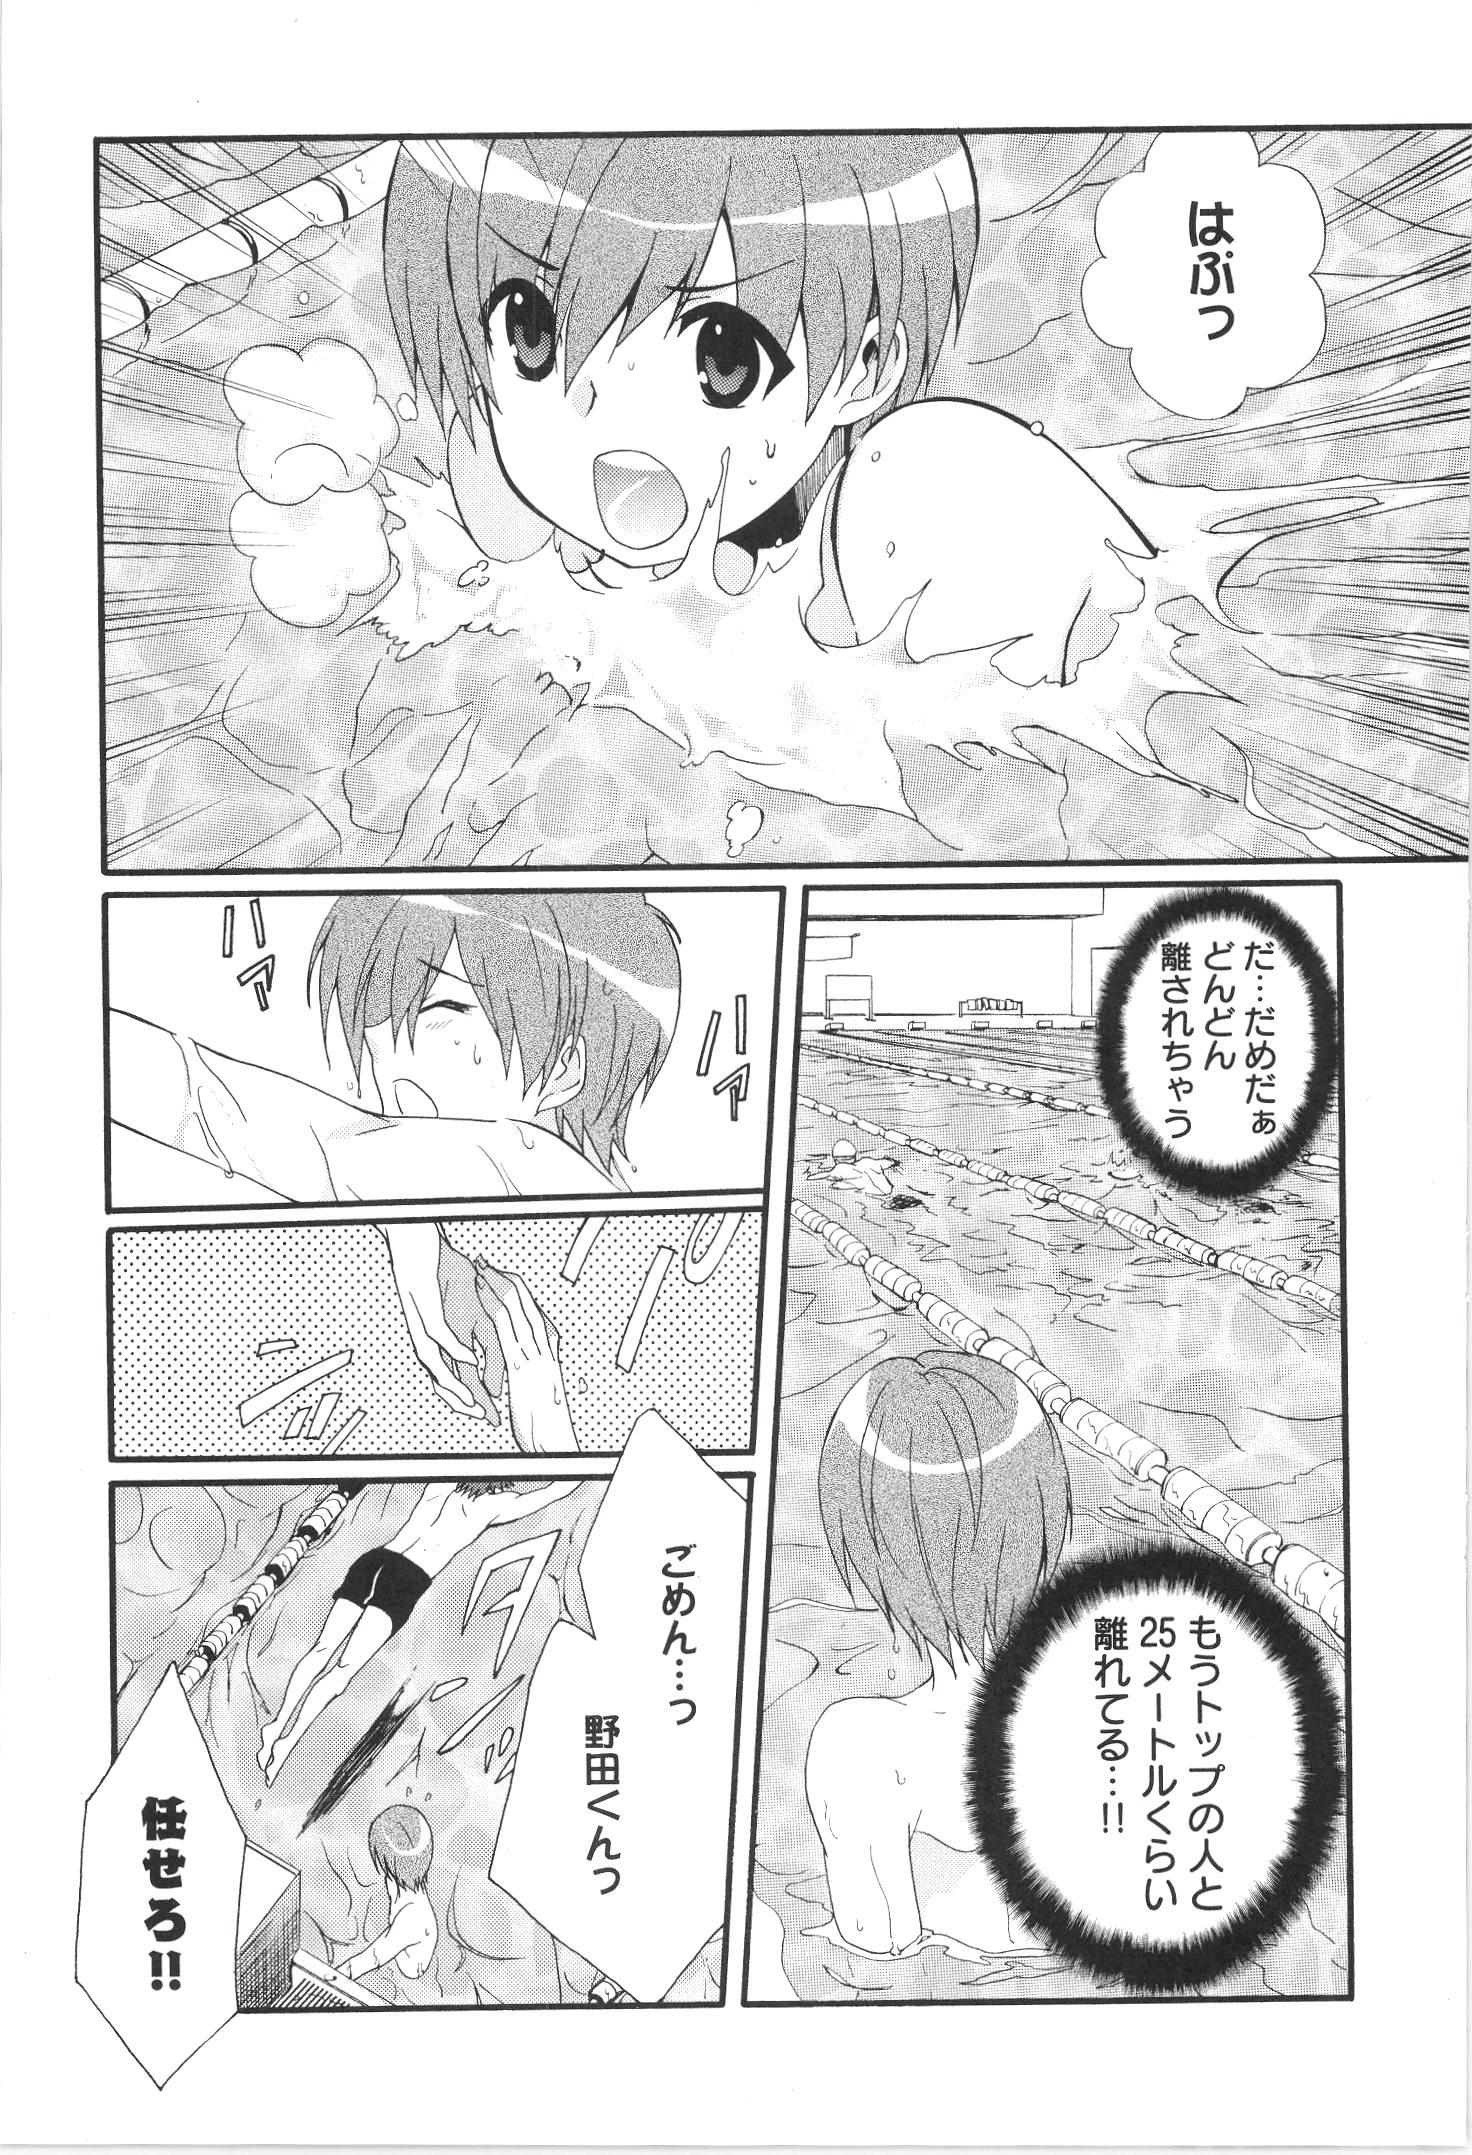 はぷっ
だ…だめだぁ
どんどん
離されちゃう
もうトップの人と
25メートルくらい
離れてる…!!
ハァ
ハァ
ごめん…っ
野田くんっ
任せろ!!